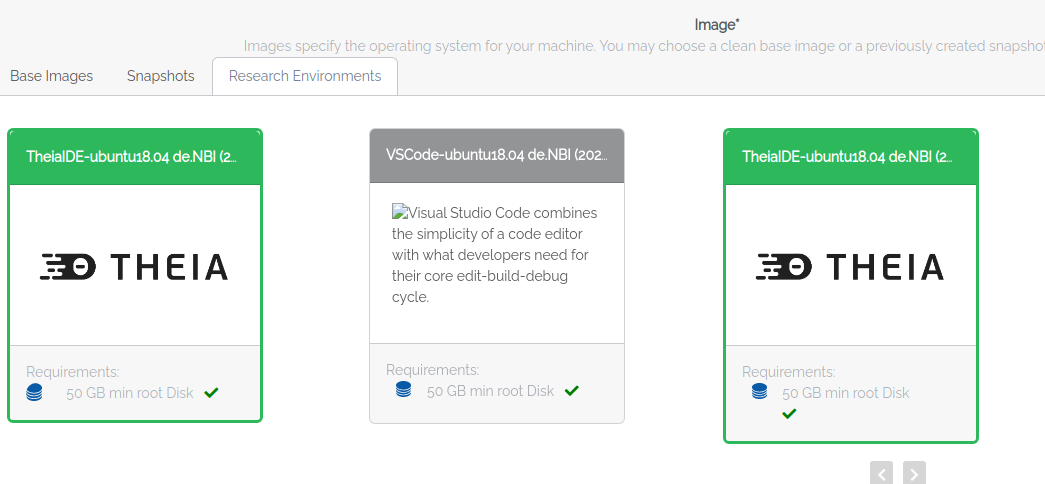 Image*
Images specify the operating system for your machine. You may choose a clean base image or a previously created snapshot
Base Images
Snapshots
Research Environments
TheiaIDE-ubuntu18.04 de.NBI (2...
THEIA
Requirements:
50 GB min root Disk
VSCode-ubuntu18.04 de.NBI (202...
Visual Studio Code combines
the simplicity of a code editor
with what developers need for
their core edit-build-debug
cycle.
Requirements:
50 GB min root Disk
TheiaIDE-ubuntu18.04 de.NBI (2...
THEIA
Requirements:
50 GB min root Disk